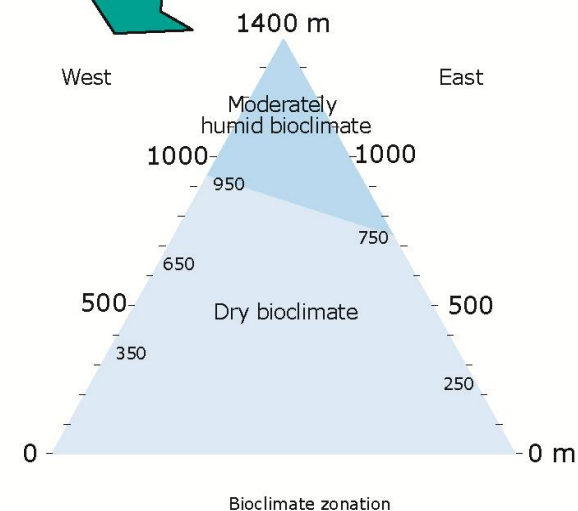 1400 m
West
East
Moderately
humid bioclimate
1000
1000
950
750
650
500
Dry bioclimate
500
350
250
0
0 m
Bioclimate zonation